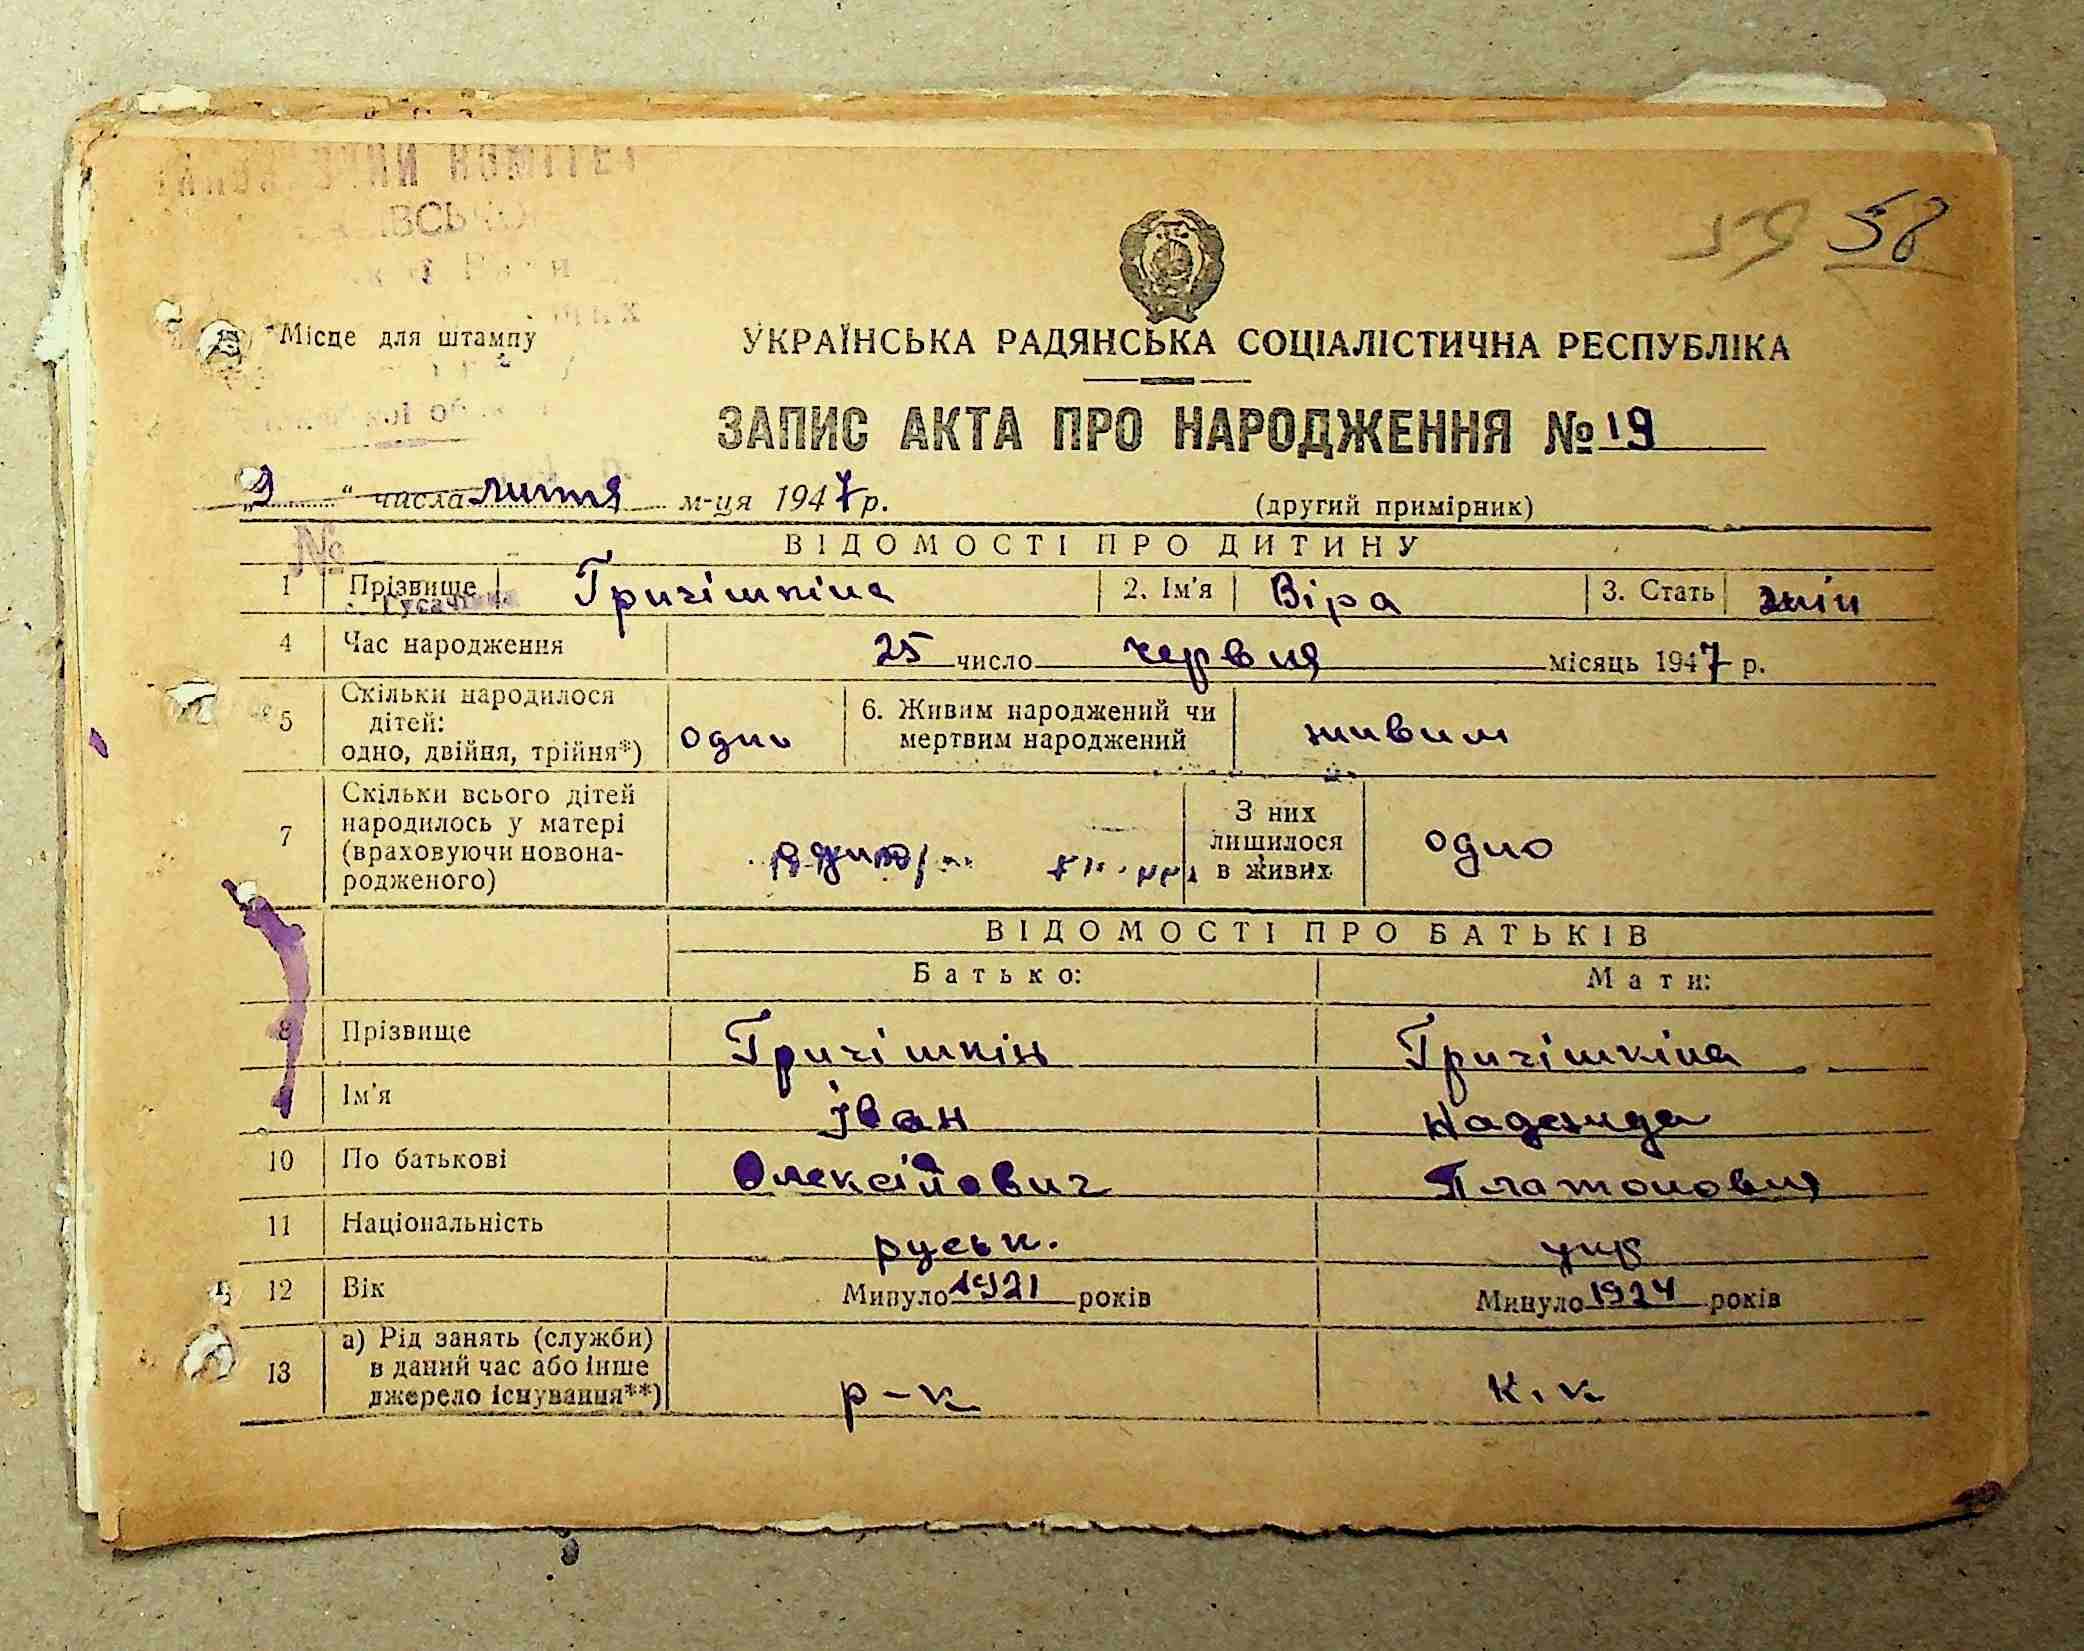 КОМІТЕТ
59 58
Місце для штампу
УКРАЇНСЬКА РАДЯНСЬКА СОЦІАЛІСТИЧНА РЕСПУБЛІКА
ЗАПИС АКТА ПРО НАРОДЖЕННЯ № 19
„9“ числа липня м-ця 1947 р. (другий примірник)
№
ВІДОМОСТІ ПРО ДИТИНУ
1 Прізвище Гричішкіна 2. Ім'я Віра 3. Стать жін
4 Час народження 25 число червня місяць 1947 р.
5 Скільки народилося дітей: одно, двійня, трійня*) одно 6. Живим народжений чи мертвим народжений живим
7 Скільки всього дітей народилось у матері (враховуючи новонародженого) З них лишилося в живих одно
ВІДОМОСТІ ПРО БАТЬКІВ
Батько: Мати:
8 Прізвище Гричішкін Гричішкіна
Ім'я Іван Надежда
10 По батькові Олексійович Платоновня
11 Національність руськ. укр
12 Вік Минуло 1921 років Минуло 1924 років
13 а) Рід занять (служби) в даний час або інше джерело існування**) р-к к.к